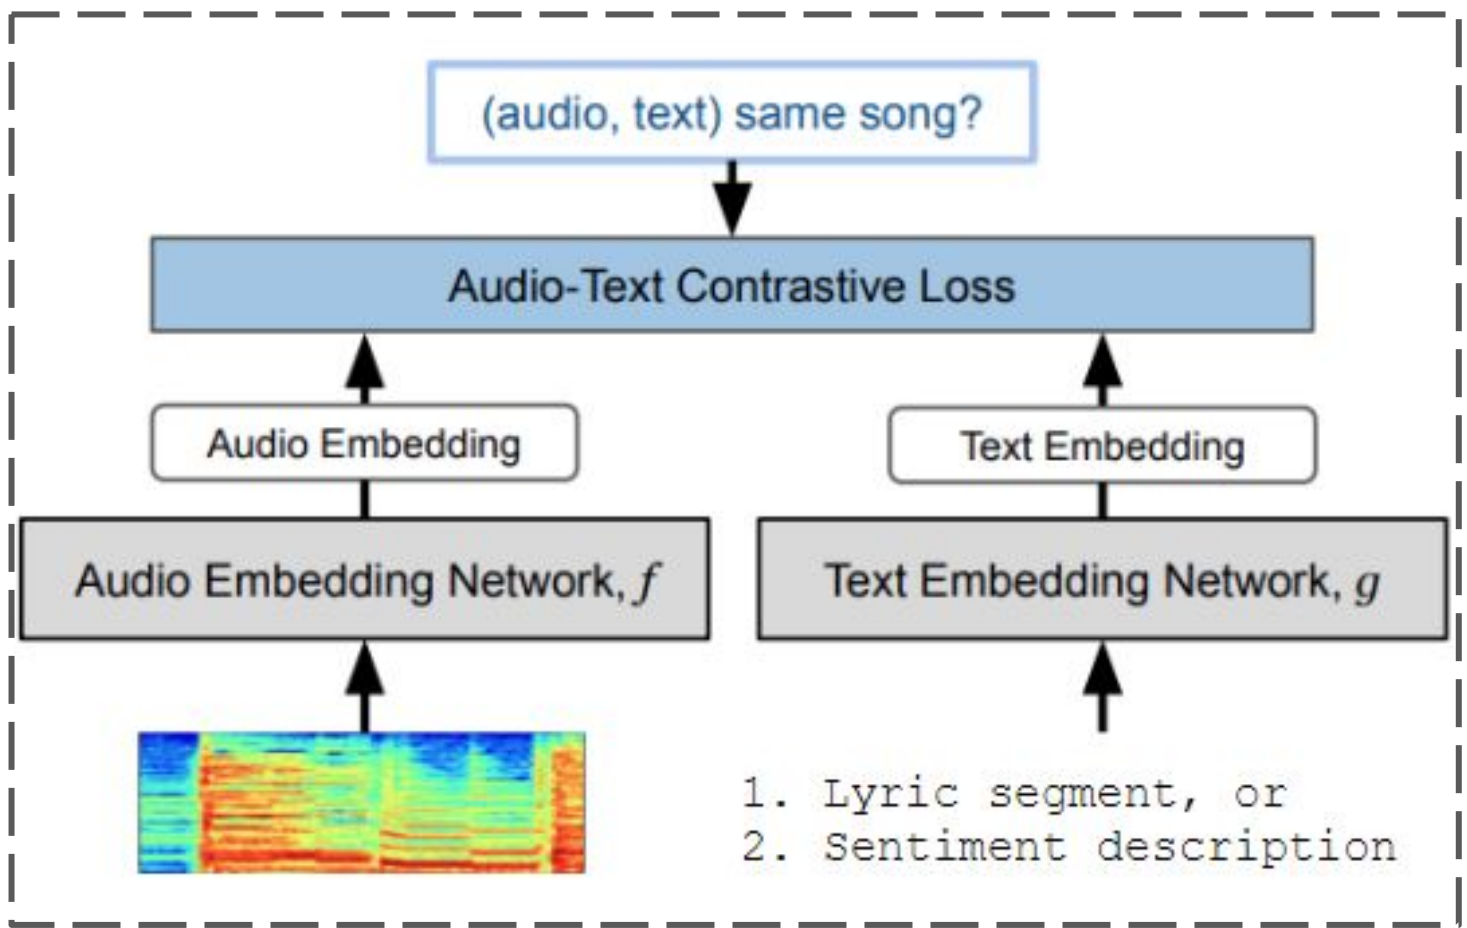 (audio, text) same song?
Audio-Text Contrastive Loss
Audio Embedding
Text Embedding
Audio Embedding Network, f
Text Embedding Network, g
1. Lyric segment, or
2. Sentiment description